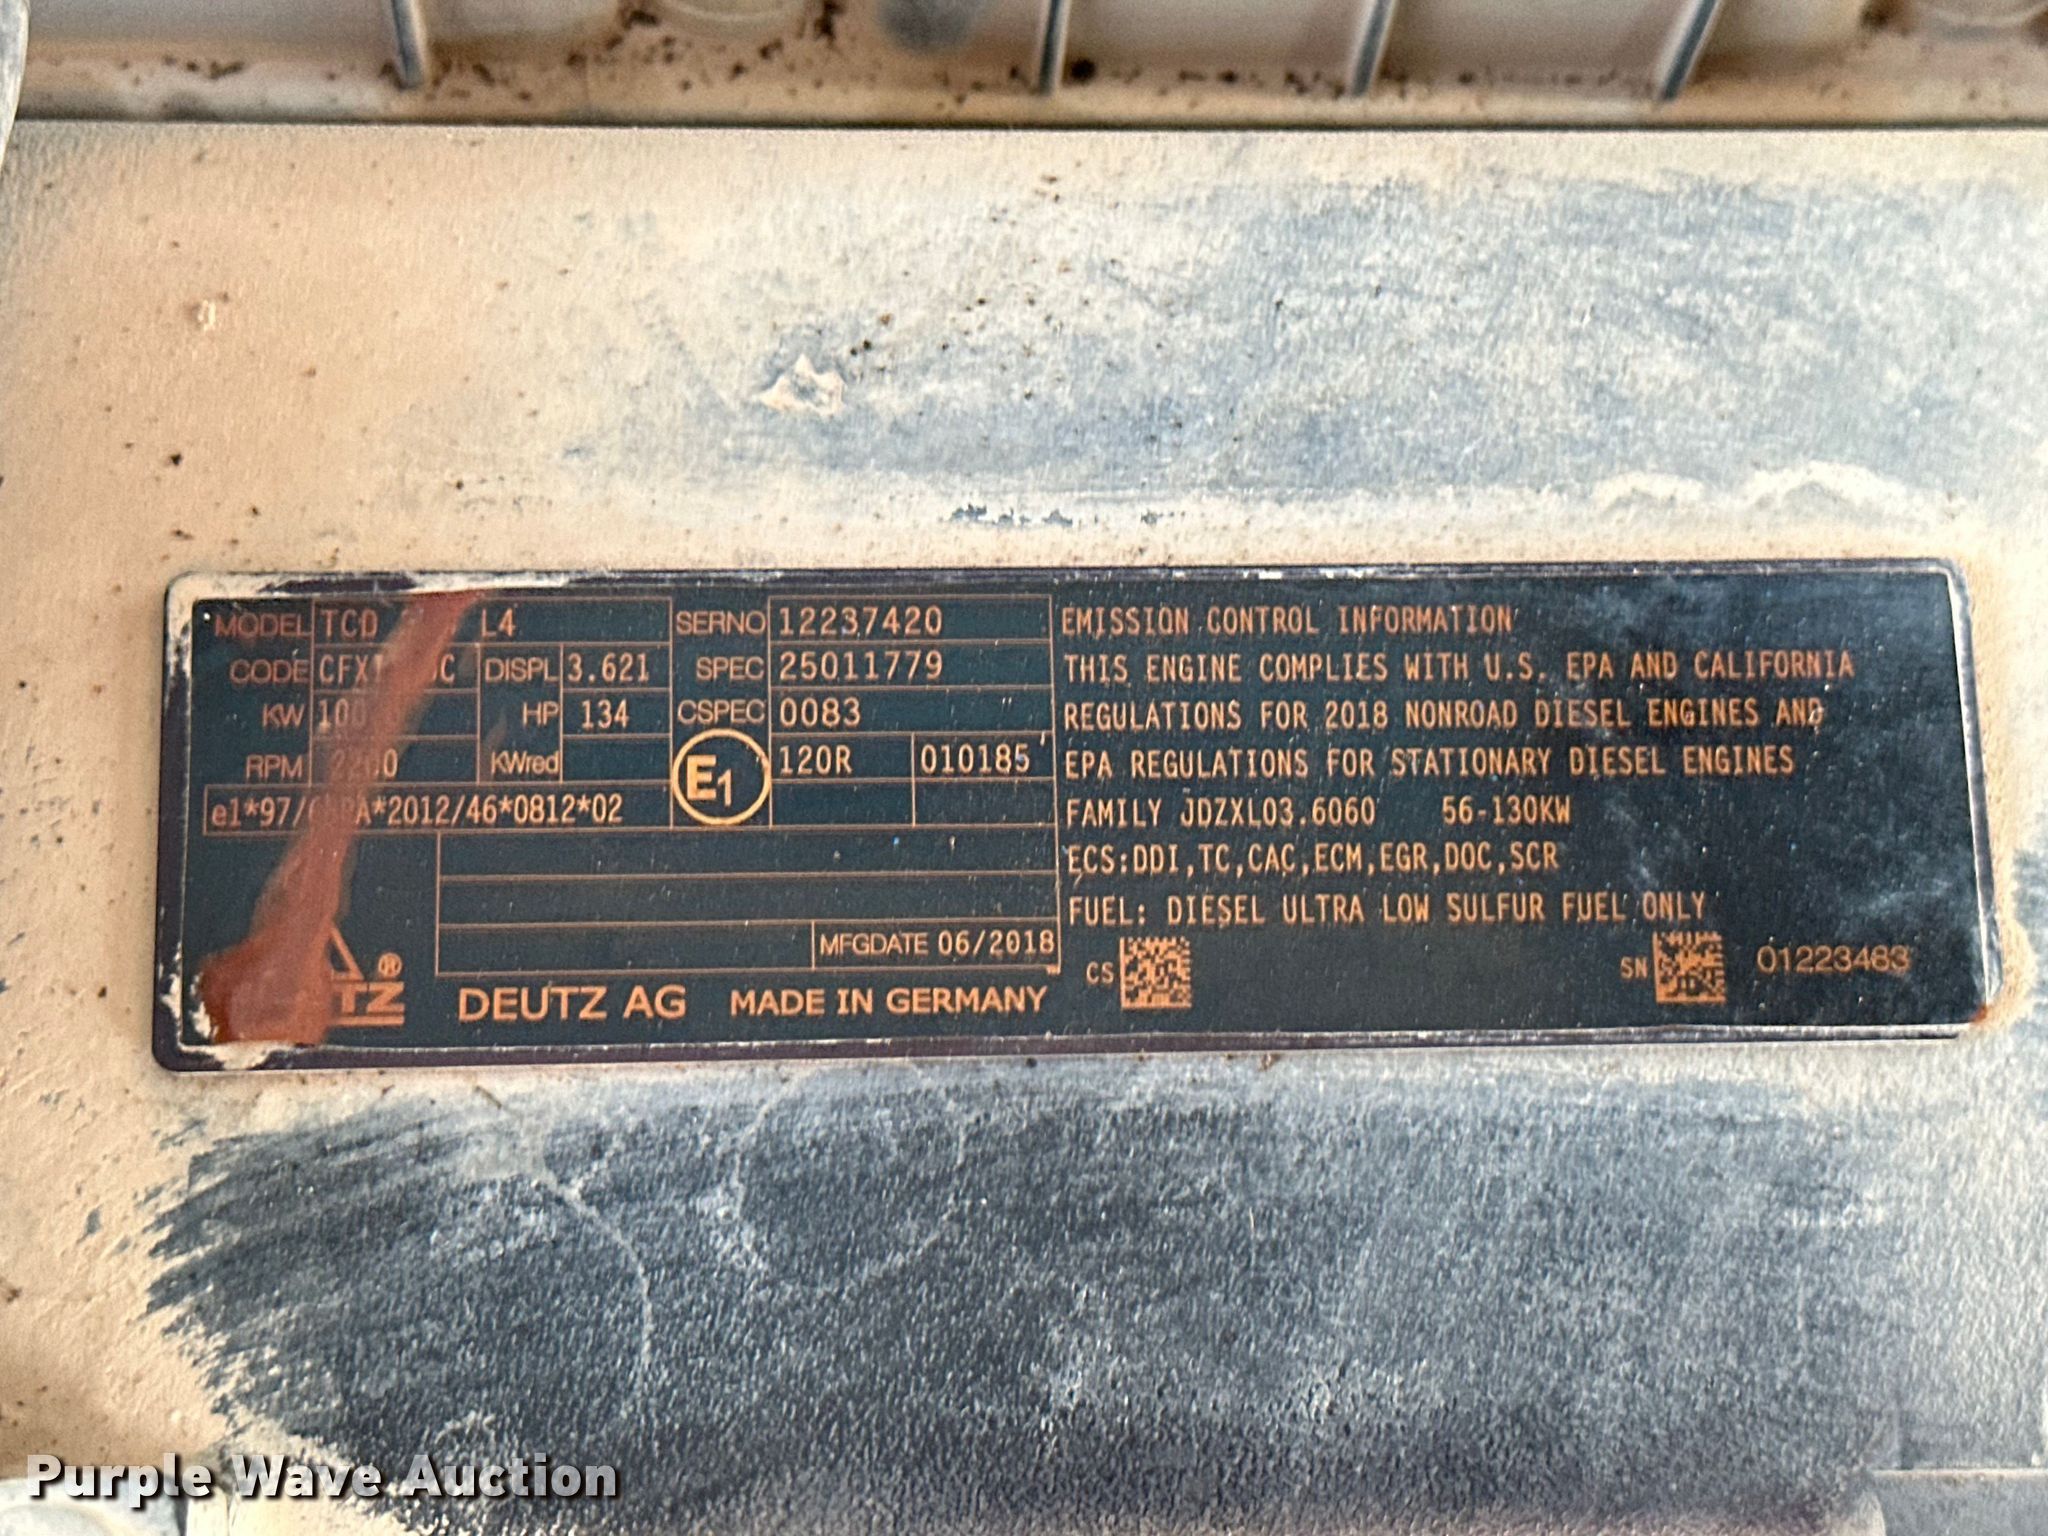 MODEL TCD L4 SERNO 12237420
CODE DISPL 3.621 SPEC 25011779
KW 100 HP 134 CSPEC 0083
RPM 2200 KWred E1 120R 010185
DEUTZ AG MADE IN GERMANY
MFGDATE 06/2018
EMISSION CONTROL INFORMATION
THIS ENGINE COMPLIES WITH U.S. EPA AND CALIFORNIA
REGULATIONS FOR 2018 NONROAD DIESEL ENGINES AND
EPA REGULATIONS FOR STATIONARY DIESEL ENGINES
FAMILY JDZXL03.6060 56-130KW
ECS:DDI,TC,CAC,ECM,EGR,DOC,SCR
FUEL: DIESEL ULTRA LOW SULFUR FUEL ONLY
CS SN 01223483
Purple Wave Auction